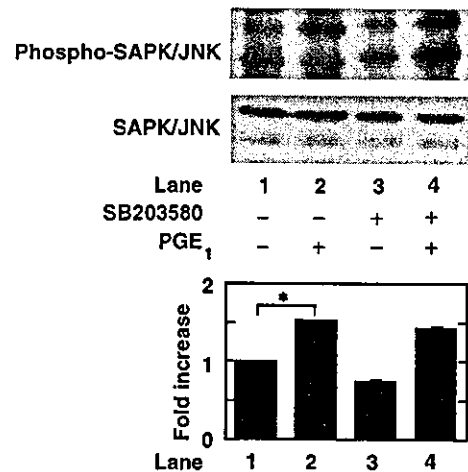 Phospho-SAPK/JNK
SAPK/JNK
Lane 1 2 3 4
SB203580 – – + +
PGE1 – + – +
2
*
1
0
Fold increase
Lane 1 2 3 4